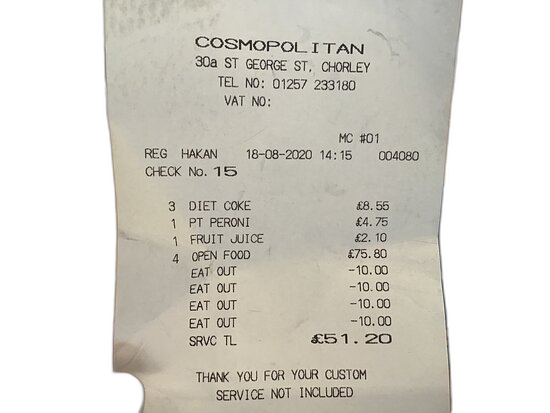 COSMOPOLITAN
30a ST GEORGE ST, CHORLEY
TEL NO: 01257 233180
VAT NO:
MC #01
REG HAKAN 18-08-2020 14:15 004080
CHECK No. 15
3 DIET COKE £8.55
1 PT PERONI £4.75
1 FRUIT JUICE £2.10
4 OPEN FOOD £75.80
EAT OUT -10.00
EAT OUT -10.00
EAT OUT -10.00
EAT OUT -10.00
SRVC TL £51.20
THANK YOU FOR YOUR CUSTOM
SERVICE NOT INCLUDED